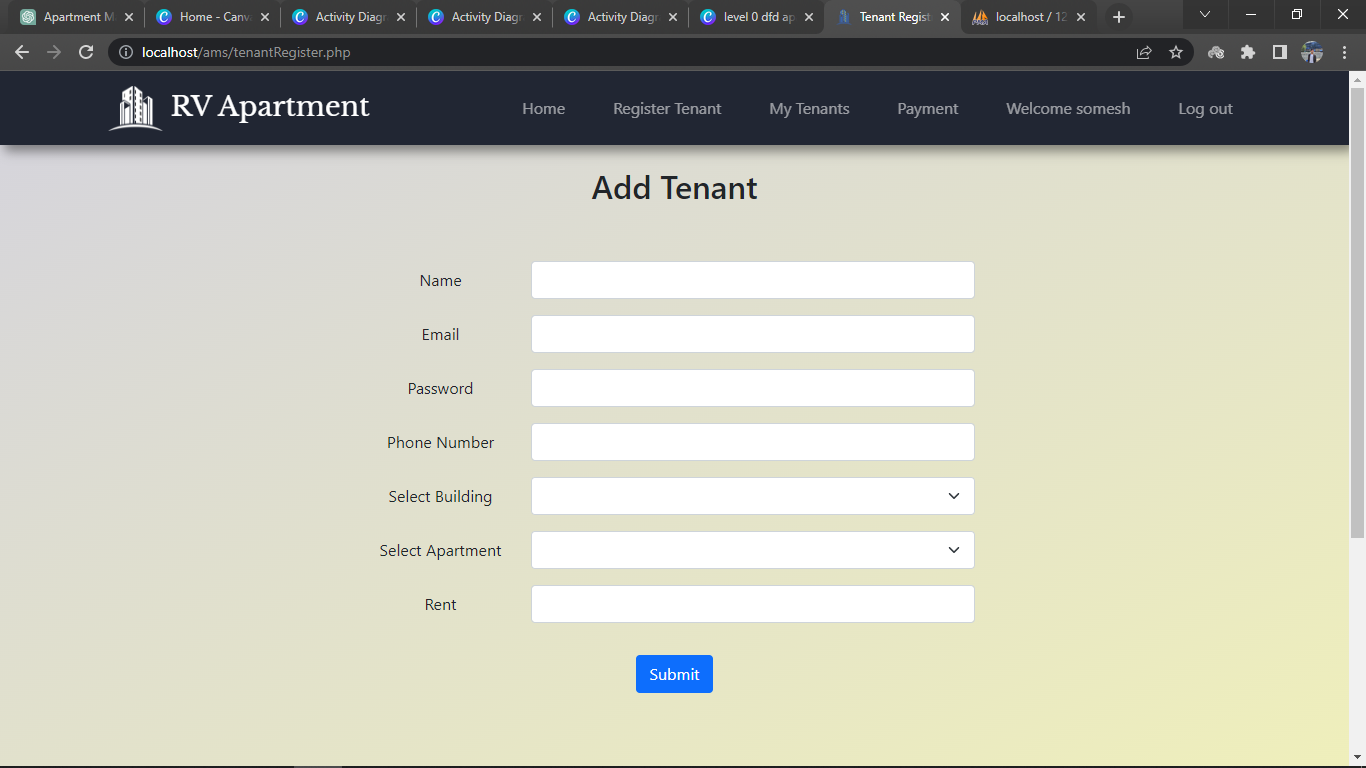 Apartment M
Home - Canv
Activity Diagr
Activity Diagr
Activity Diagr
level 0 dfd ap
Tenant Regist
localhost / 12
localhost/ams/tenantRegister.php
RV Apartment
Home
Register Tenant
My Tenants
Payment
Welcome somesh
Log out
Add Tenant
Name
Email
Password
Phone Number
Select Building
Select Apartment
Rent
Submit